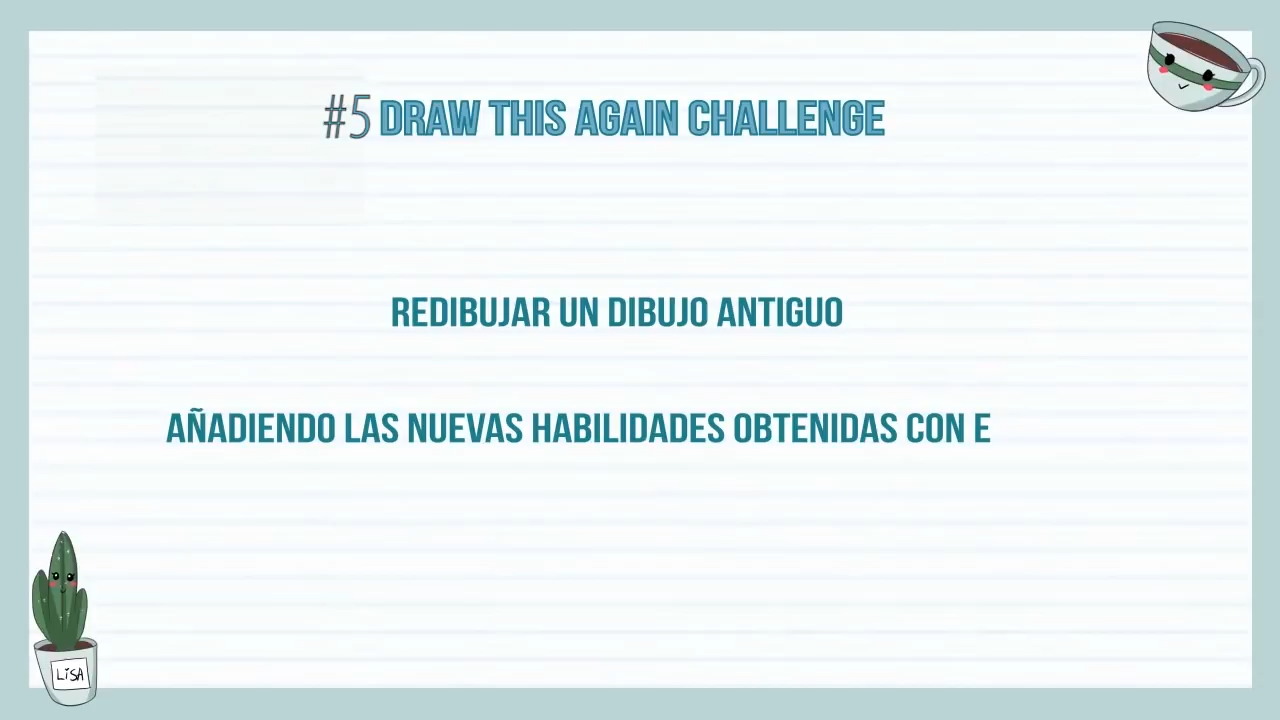 #5 DRAW THIS AGAIN CHALLENGE
REDIBUJAR UN DIBUJO ANTIGUO
AÑADIENDO LAS NUEVAS HABILIDADES OBTENIDAS CON E
LiSA